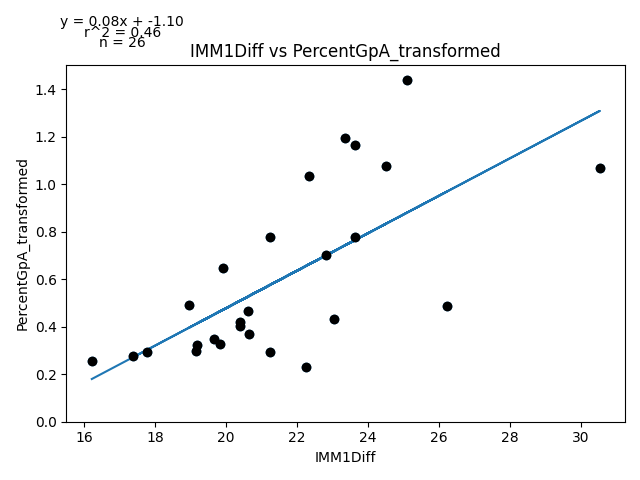 y = 0.08x + -1.10
r^2 = 0.46
n = 26
IMM1Diff vs PercentGpA_transformed
PercentGpA_transformed
1.4
1.2
1.0
0.8
0.6
0.4
0.2
0.0
16 18 20 22 24 26 28 30
IMM1Diff